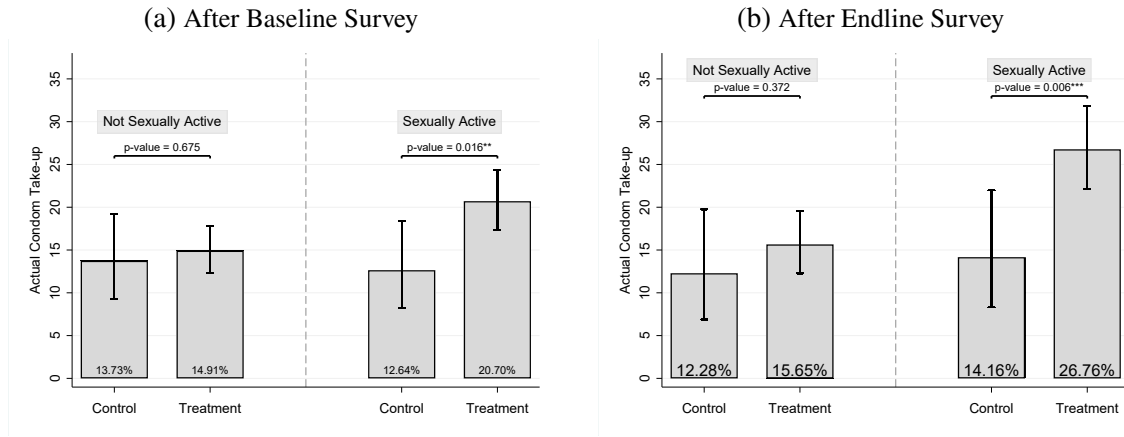 (a) After Baseline Survey
Actual Condom Take-up
35
30
25
20
15
10
5
0
Not Sexually Active
p-value = 0.675
Sexually Active
p-value = 0.016**
13.73%
14.91%
12.64%
20.70%
Control
Treatment
Control
Treatment
(b) After Endline Survey
Actual Condom Take-up
35
30
25
20
15
10
5
0
Not Sexually Active
p-value = 0.372
Sexually Active
p-value = 0.006***
12.28%
15.65%
14.16%
26.76%
Control
Treatment
Control
Treatment